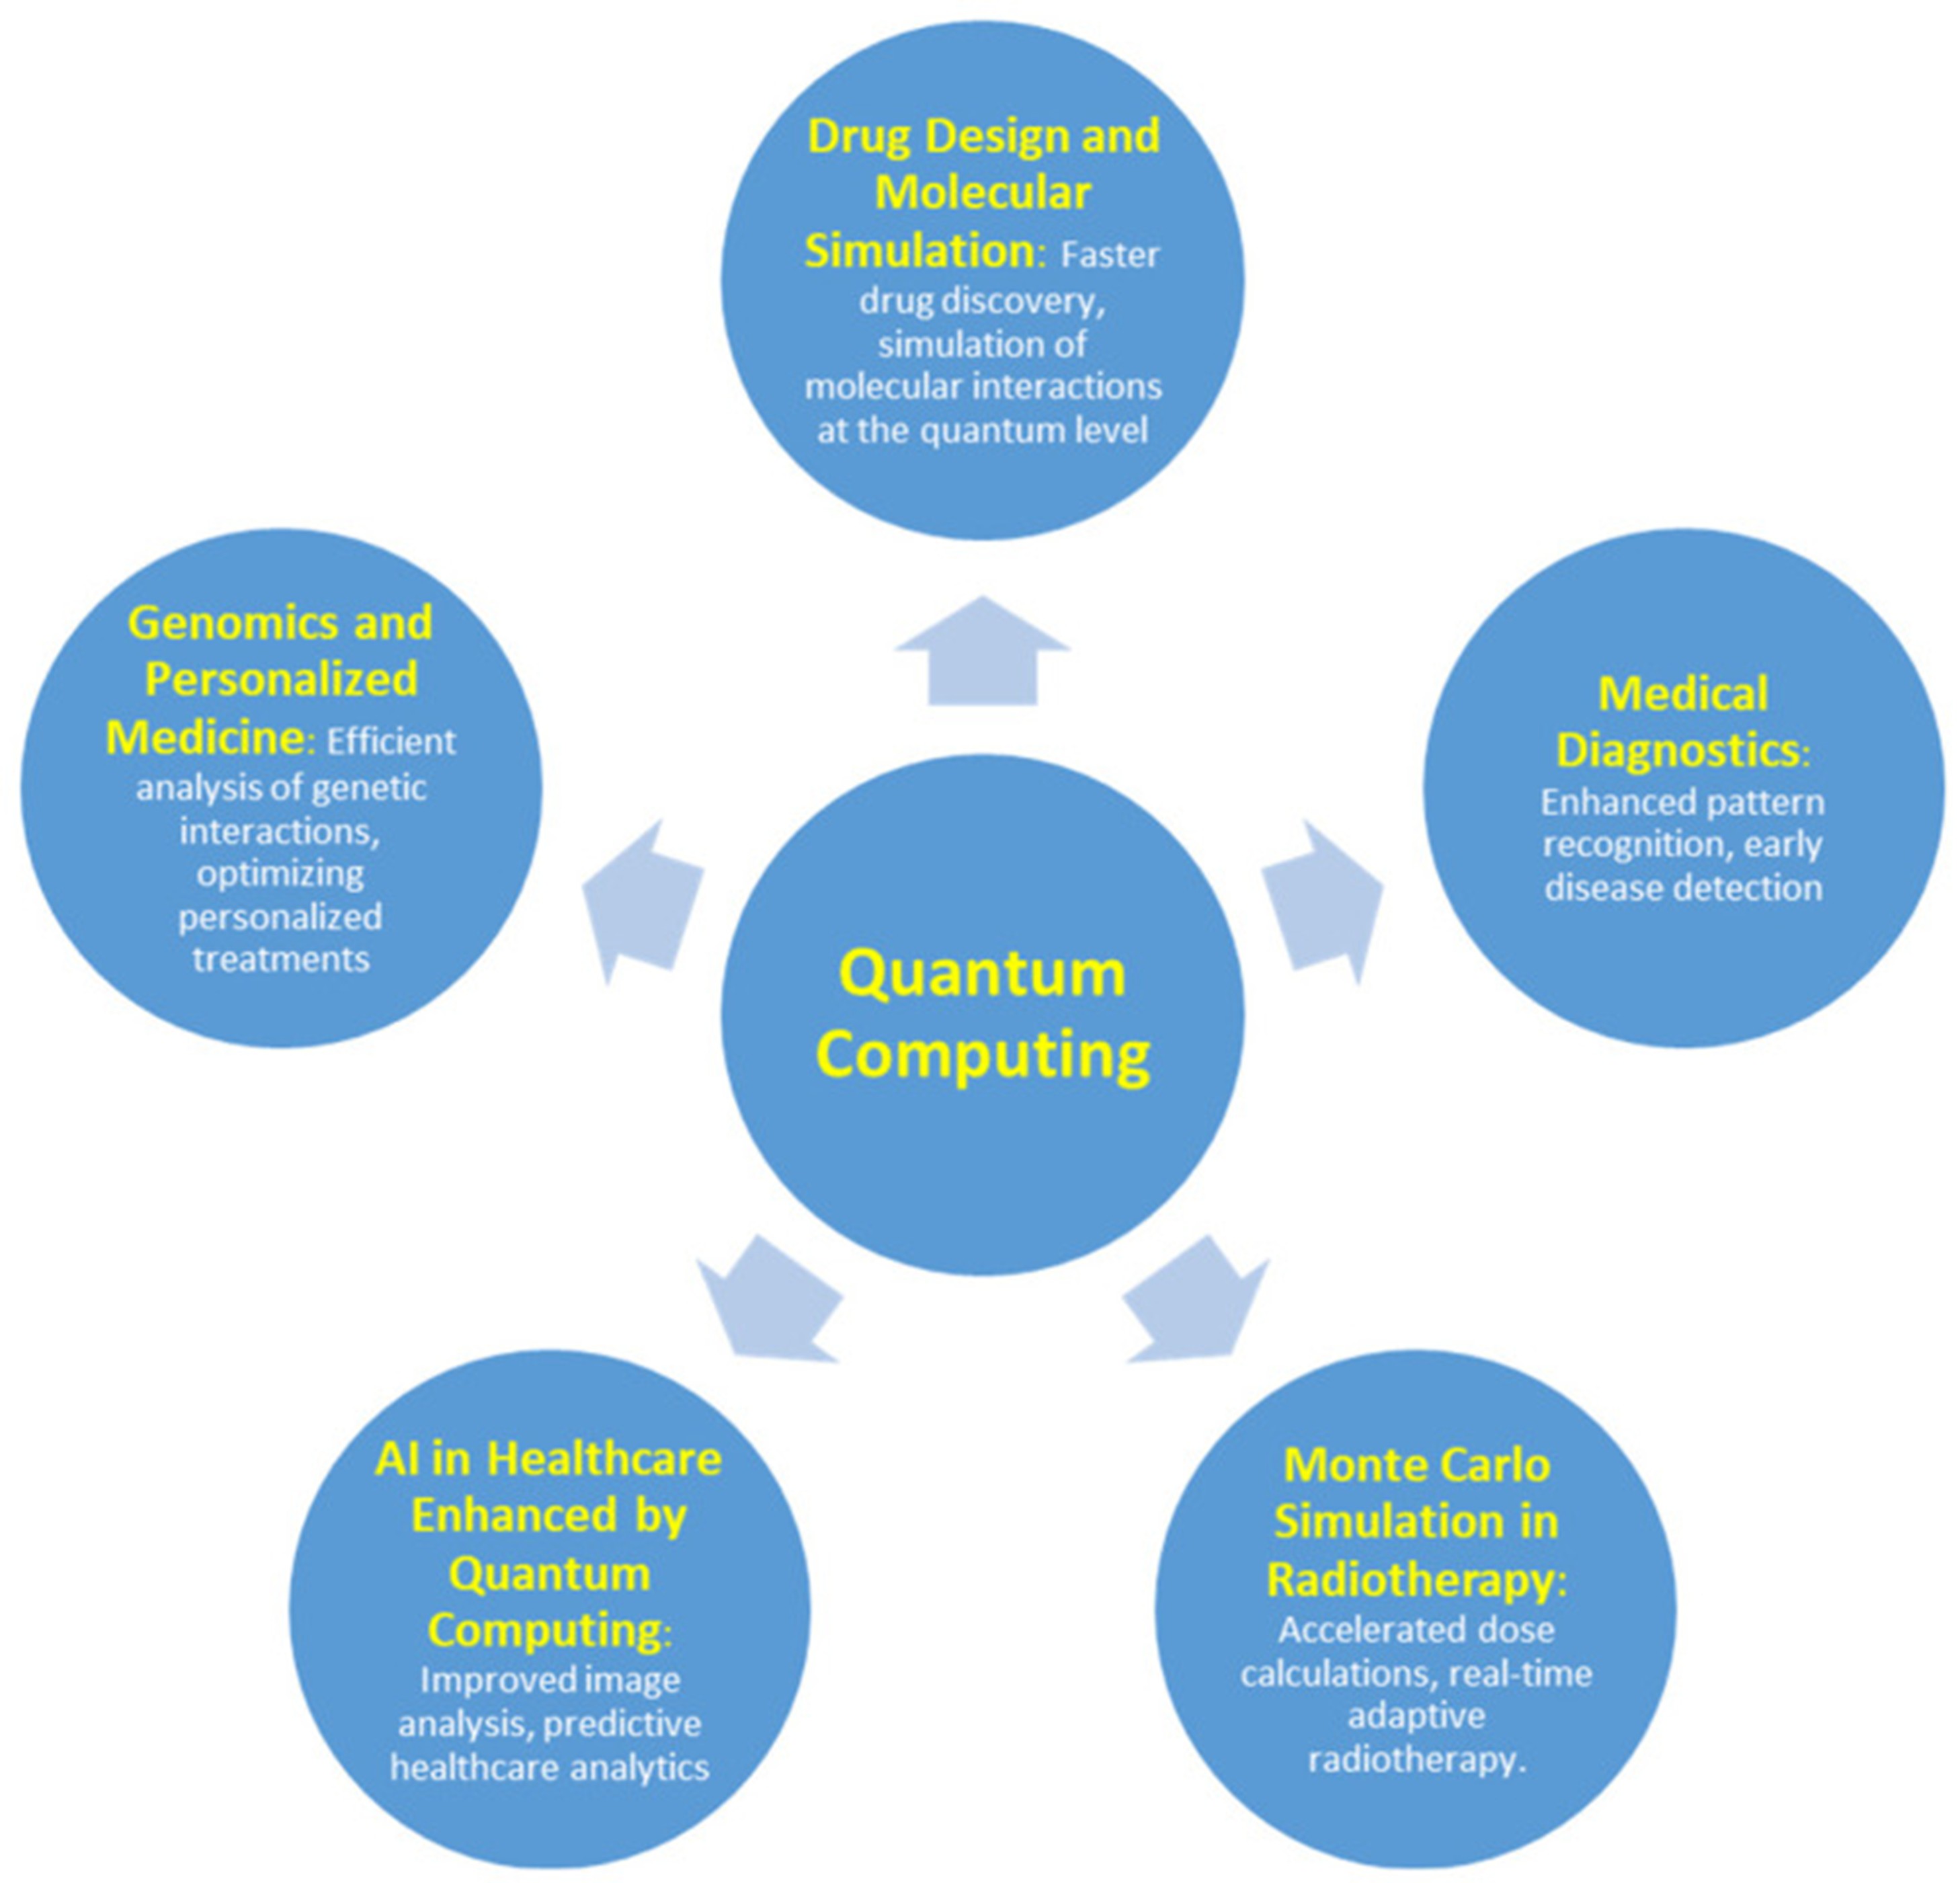 Drug Design and
Molecular
Simulation: Faster
drug discovery,
simulation of
molecular interactions
at the quantum level
Genomics and
Personalized
Medicine: Efficient
analysis of genetic
interactions,
optimizing
personalized
treatments
Medical
Diagnostics:
Enhanced pattern
recognition, early
disease detection
Quantum
Computing
AI in Healthcare
Enhanced by
Quantum
Computing:
Improved image
analysis, predictive
healthcare analytics
Monte Carlo
Simulation in
Radiotherapy:
Accelerated dose
calculations, real-time
adaptive
radiotherapy.